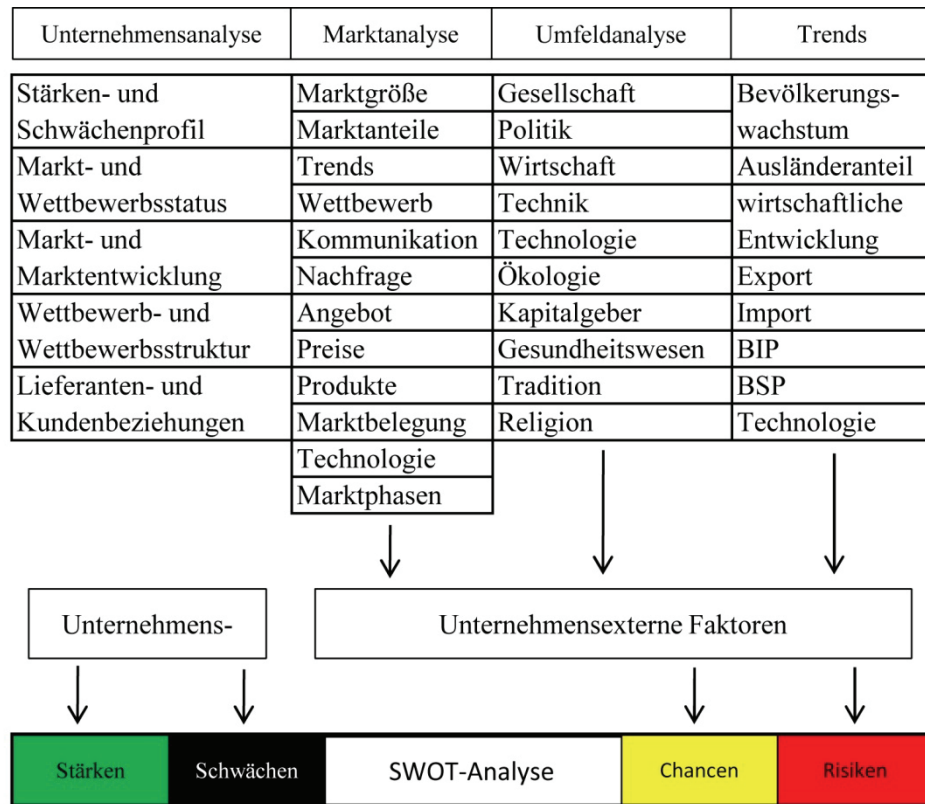 Unternehmensanalyse
Marktanalyse
Umfeldanalyse
Trends
Stärken- und
Schwächenprofil
Markt- und
Wettbewerbsstatus
Markt- und
Marktentwicklung
Wettbewerb- und
Wettbewerbsstruktur
Lieferanten- und
Kundenbeziehungen
Marktgröße
Marktanteile
Trends
Wettbewerb
Kommunikation
Nachfrage
Angebot
Preise
Produkte
Marktbelegung
Technologie
Marktphasen
Gesellschaft
Politik
Wirtschaft
Technik
Technologie
Ökologie
Kapitalgeber
Gesundheitswesen
Tradition
Religion
Bevölkerungs-
wachstum
Ausländeranteil
wirtschaftliche
Entwicklung
Export
Import
BIP
BSP
Technologie
Unternehmens-
Unternehmensexterne Faktoren
Stärken
Schwächen
SWOT-Analyse
Chancen
Risiken